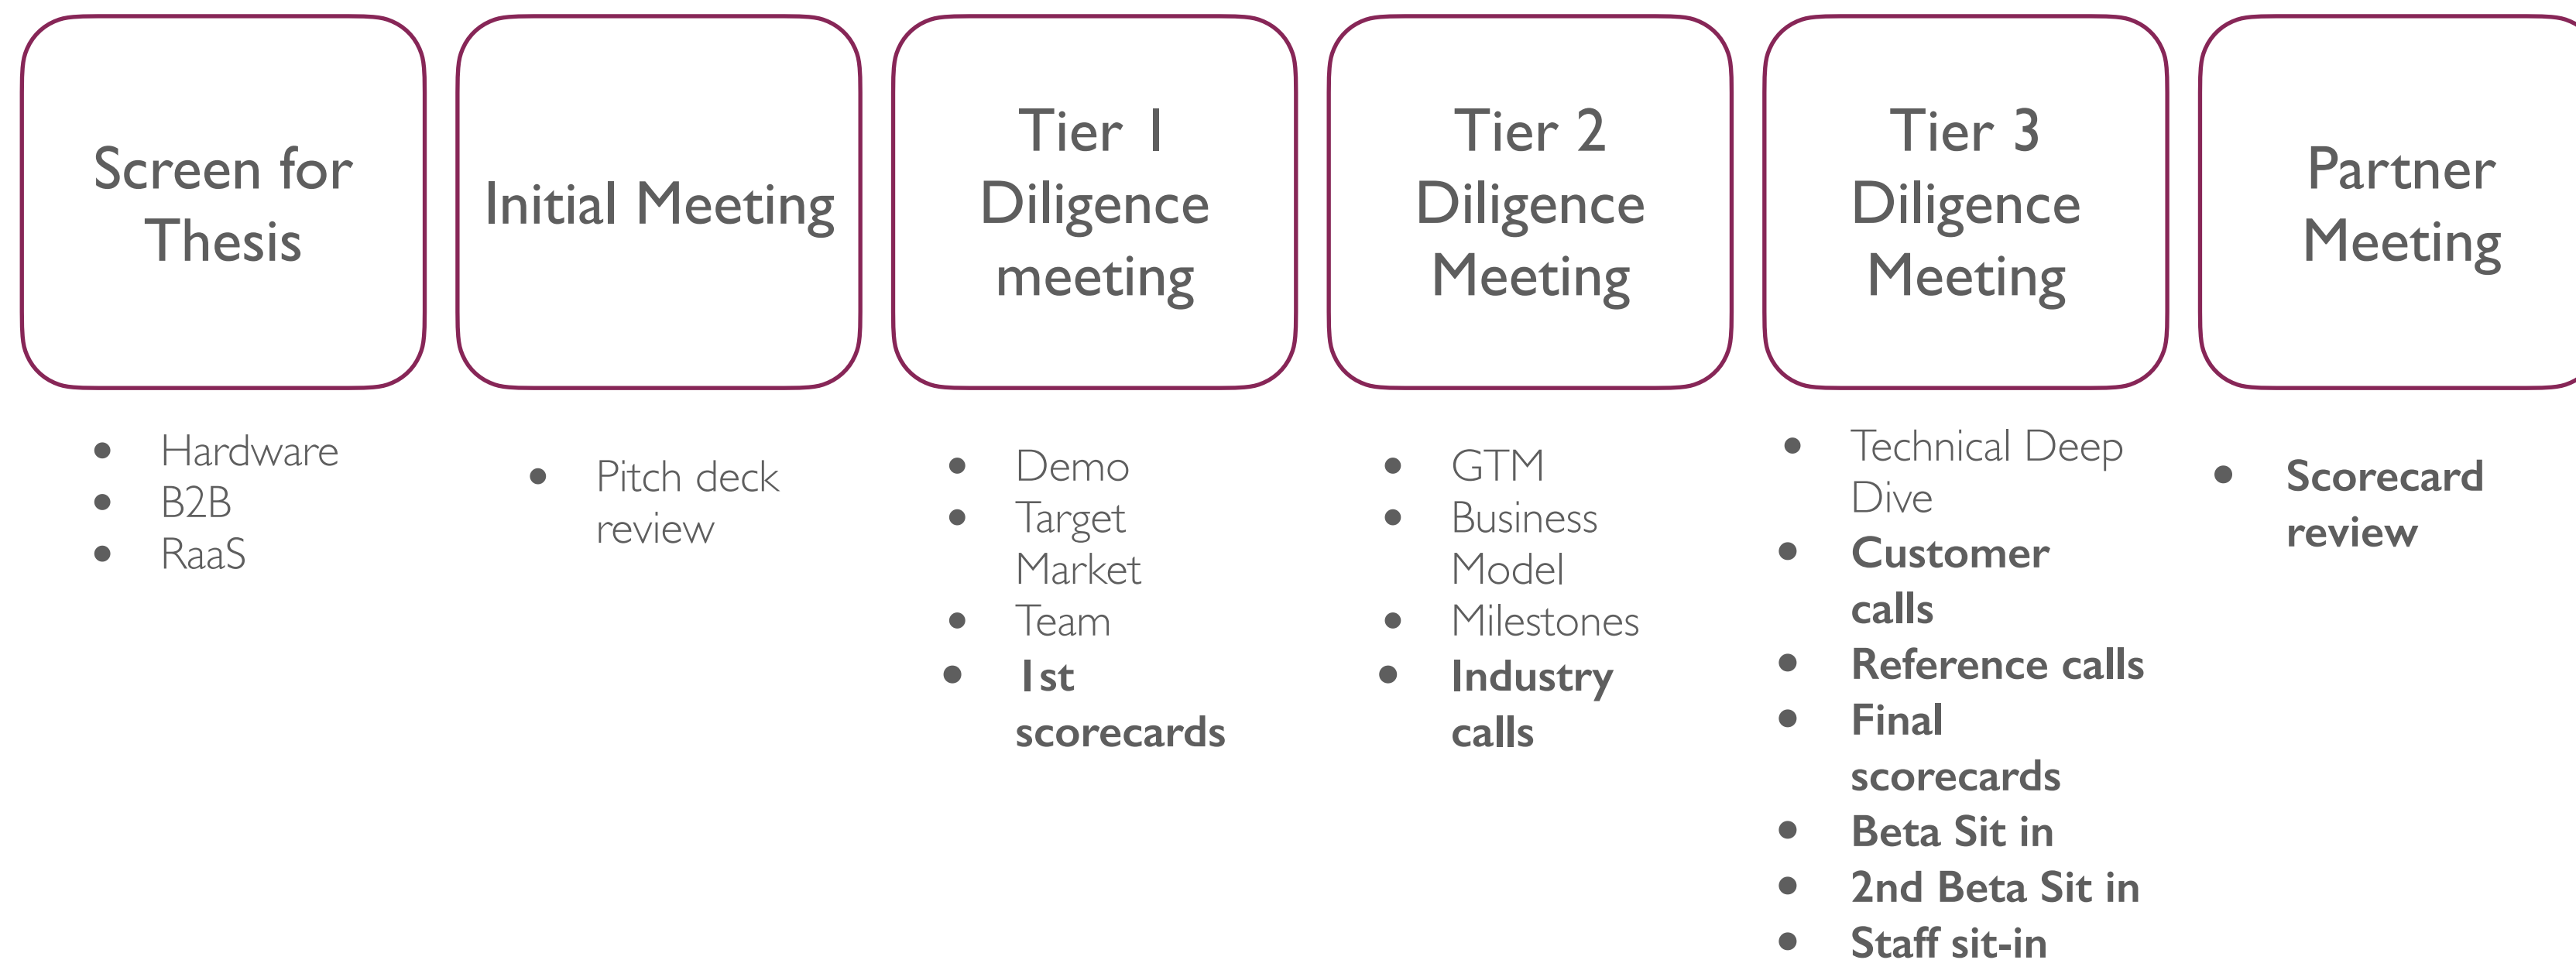 Screen for
Thesis
Initial Meeting
Tier 1
Diligence
meeting
Tier 2
Diligence
Meeting
Tier 3
Diligence
Meeting
Partner
Meeting
• Hardware
• B2B
• RaaS
• Pitch deck
review
• Demo
• Target
Market
• Team
• 1st
scorecards
• GTM
• Business
Model
• Milestones
• Industry
calls
• Technical Deep
Dive
• Customer
calls
• Reference calls
• Final
scorecards
• Beta Sit in
• 2nd Beta Sit in
• Staff sit-in
• Scorecard
review